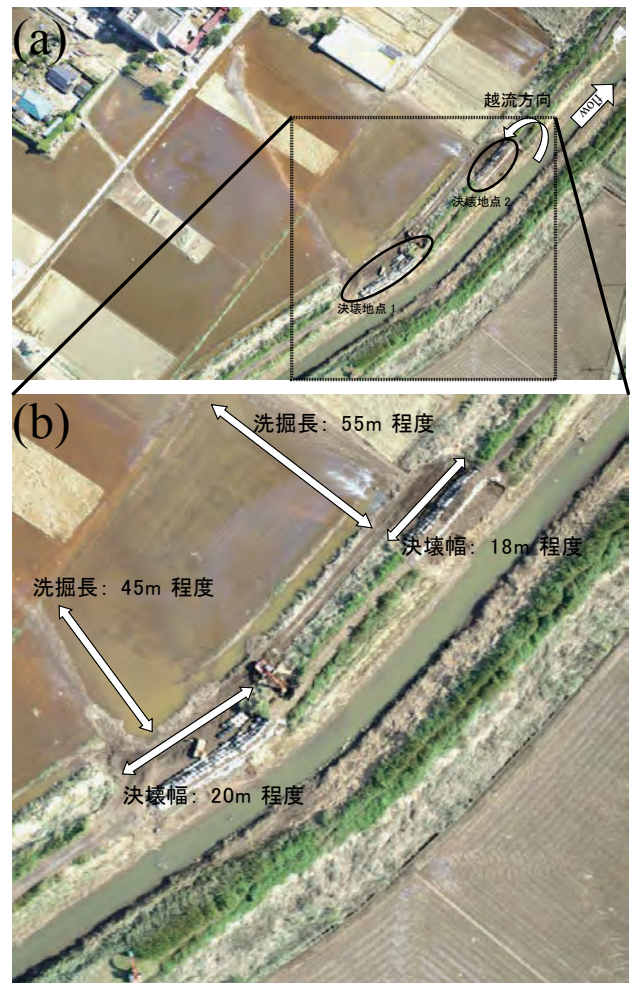 (a)
越流方向
flow
決壊地点 2
決壊地点 1
(b)
洗掘長: 55m 程度
決壊幅: 18m 程度
洗掘長: 45m 程度
決壊幅: 20m 程度